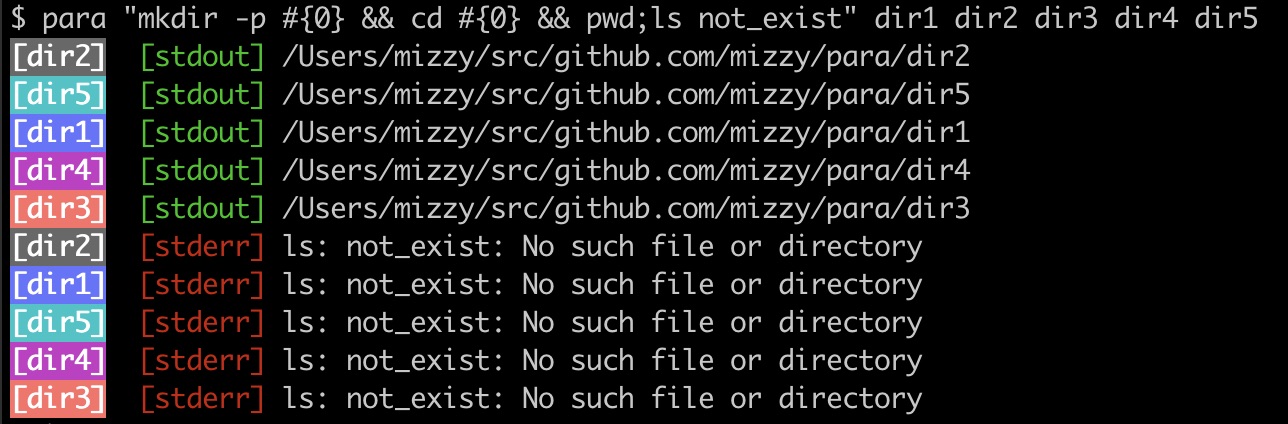 $ para "mkdir -p #{0} && cd #{0} && pwd;ls not_exist" dir1 dir2 dir3 dir4 dir5
[dir2] [stdout] /Users/mizzy/src/github.com/mizzy/para/dir2
[dir5] [stdout] /Users/mizzy/src/github.com/mizzy/para/dir5
[dir1] [stdout] /Users/mizzy/src/github.com/mizzy/para/dir1
[dir4] [stdout] /Users/mizzy/src/github.com/mizzy/para/dir4
[dir3] [stdout] /Users/mizzy/src/github.com/mizzy/para/dir3
[dir2] [stderr] ls: not_exist: No such file or directory
[dir1] [stderr] ls: not_exist: No such file or directory
[dir5] [stderr] ls: not_exist: No such file or directory
[dir4] [stderr] ls: not_exist: No such file or directory
[dir3] [stderr] ls: not_exist: No such file or directory